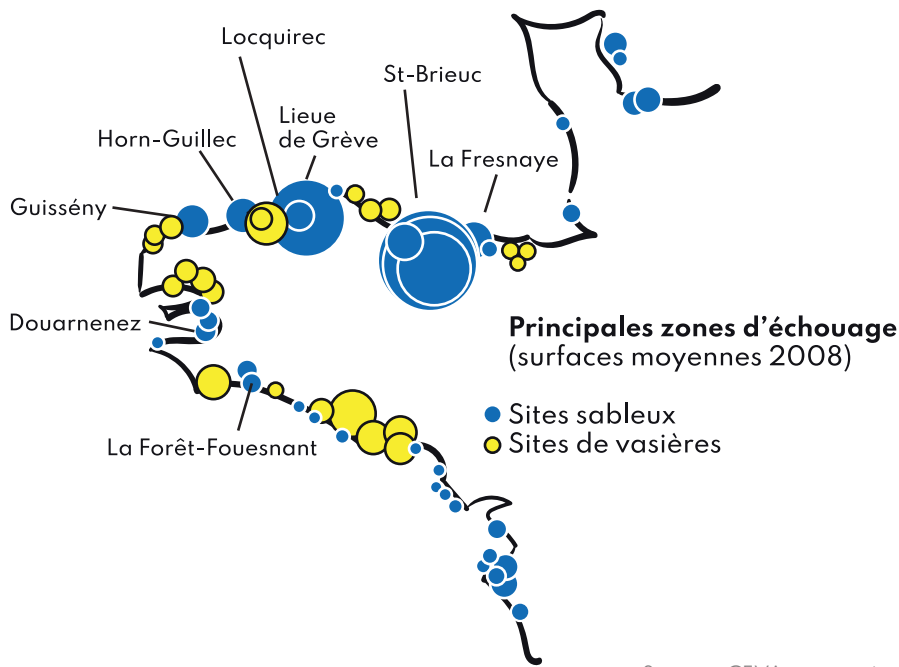 Locquirec
St-Brieuc
Lieue
de Grève
Horn-Guillec
La Fresnaye
Guissény
Douarnenez
Principales zones d'échouage
(surfaces moyennes 2008)
Sites sableux
Sites de vasières
La Forêt-Fouesnant